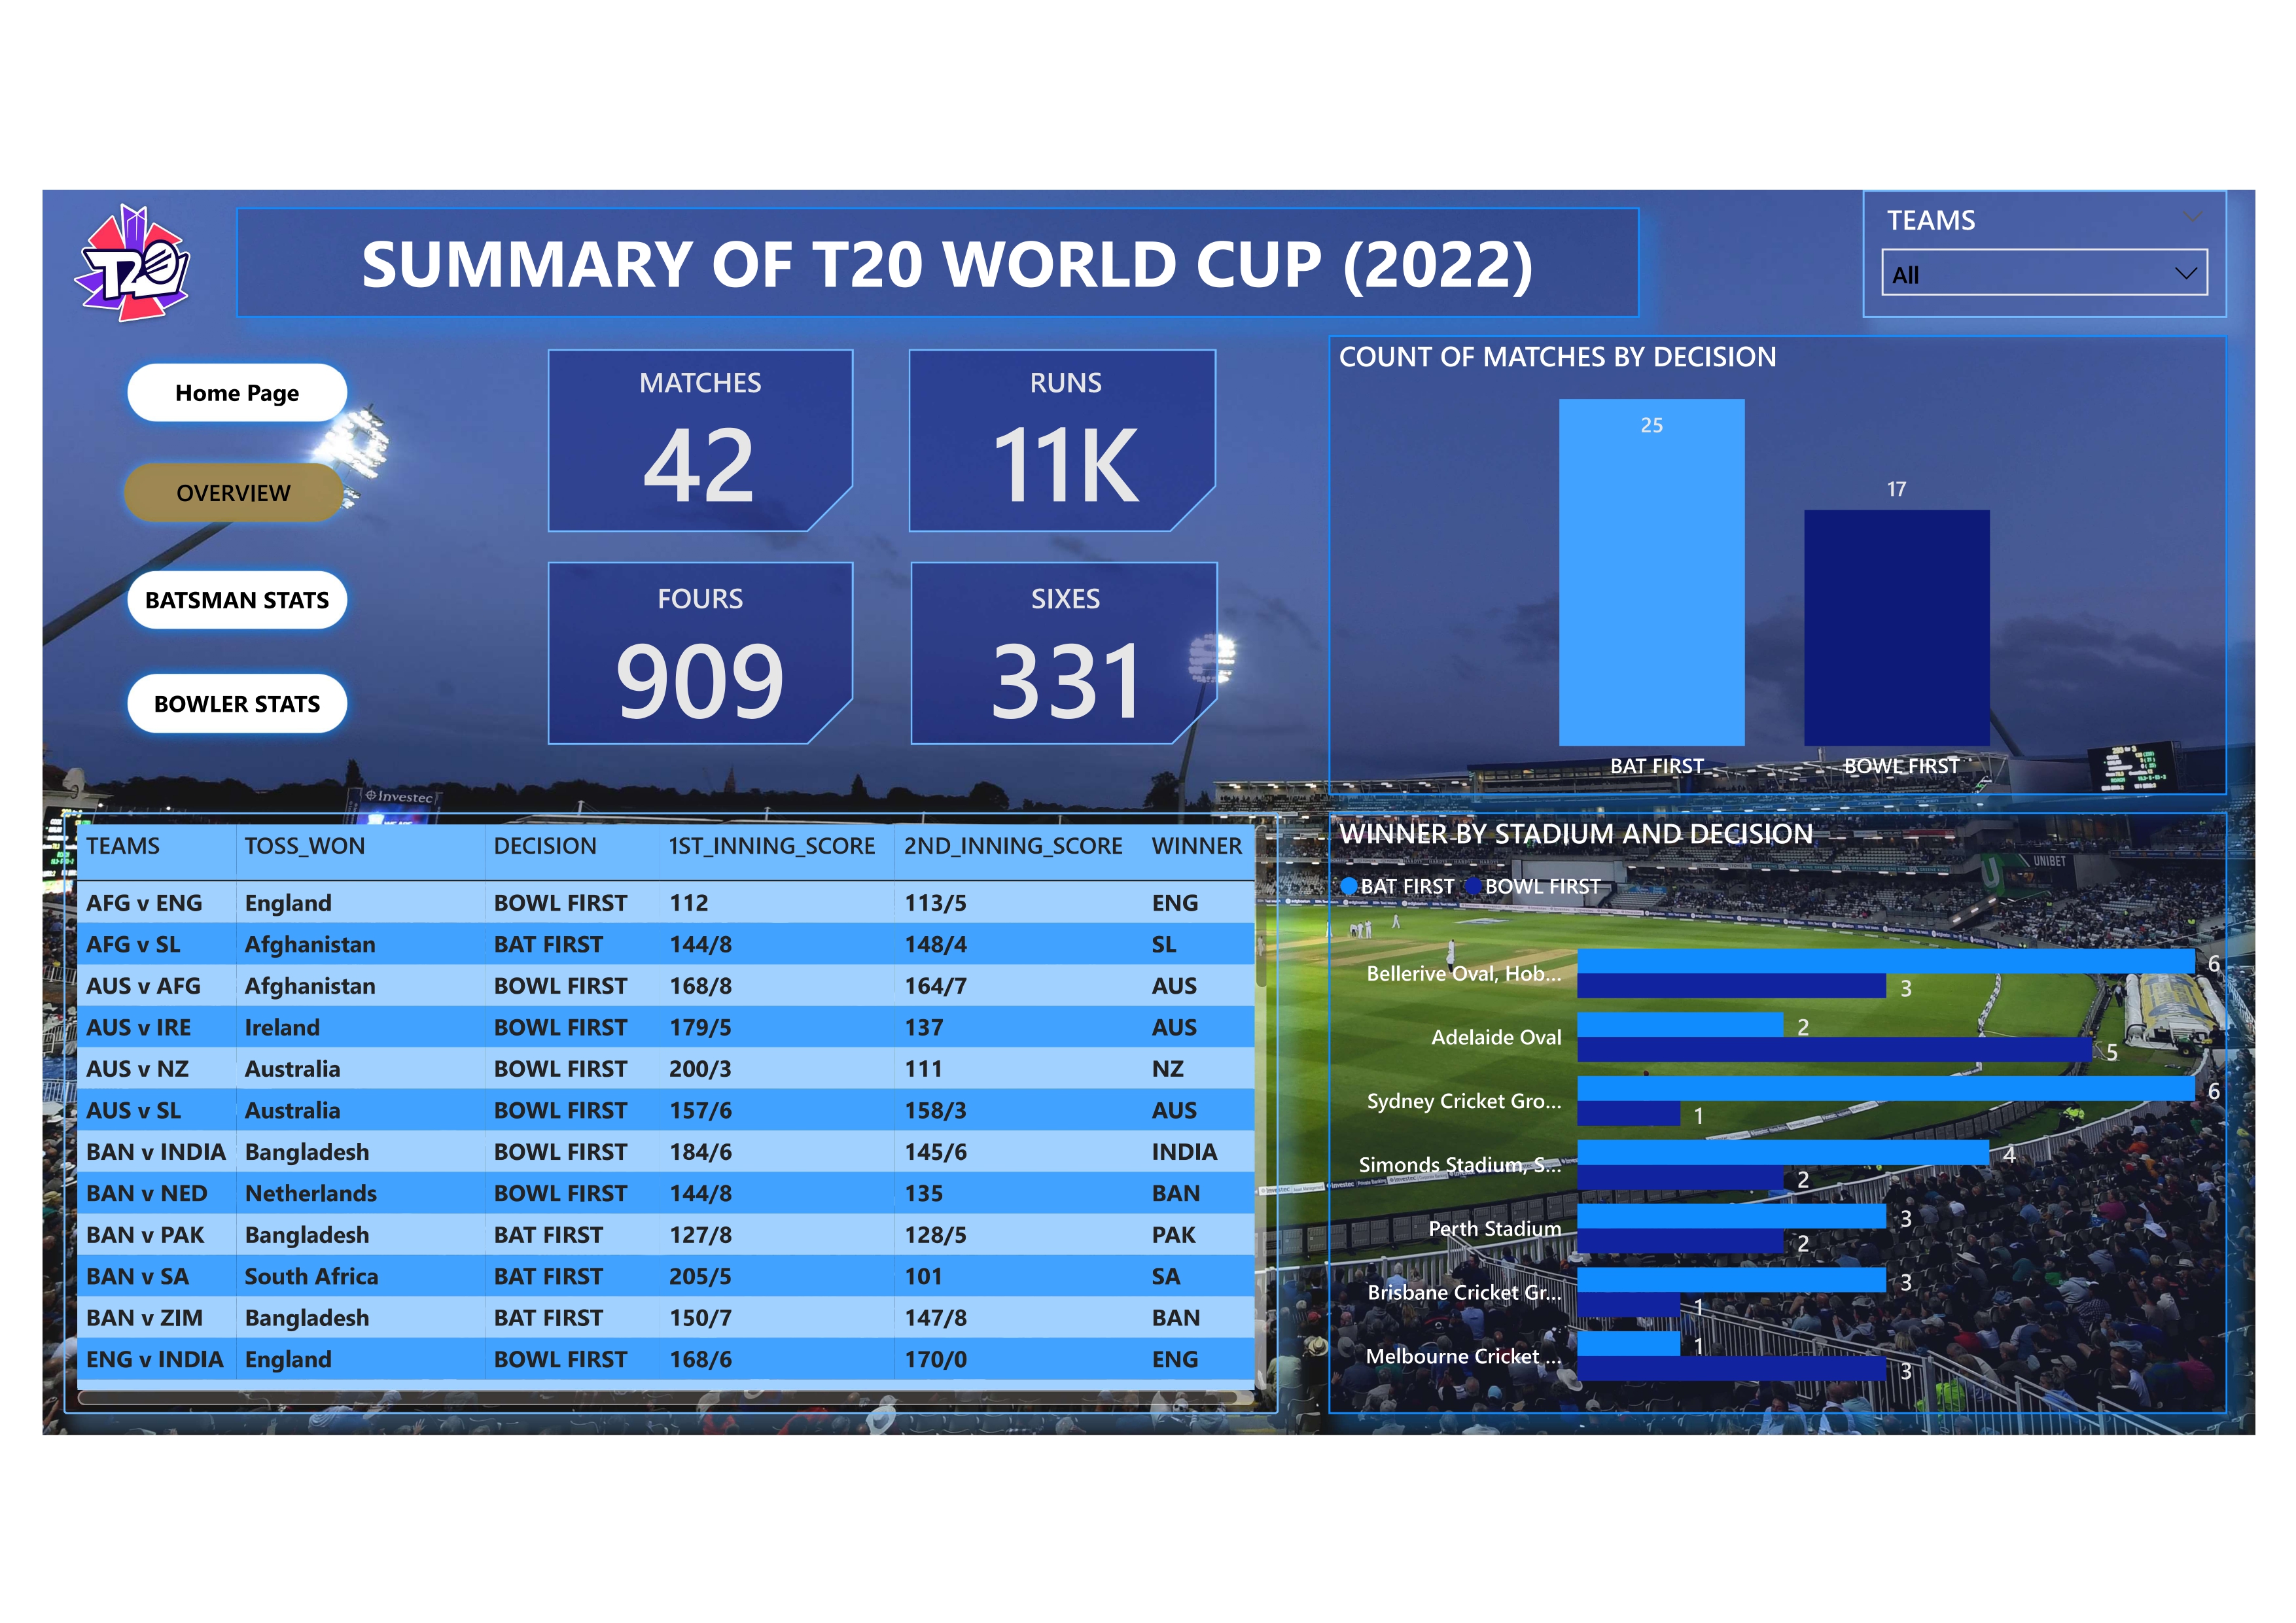 T20
SUMMARY OF T20 WORLD CUP (2022)
TEAMS
All
Home Page
OVERVIEW
BATSMAN STATS
BOWLER STATS
MATCHES
42
RUNS
11K
FOURS
909
SIXES
331
COUNT OF MATCHES BY DECISION
25
17
BAT FIRST
BOWL FIRST
Investec
TEAMS TOSS_WON DECISION 1ST_INNING_SCORE 2ND_INNING_SCORE WINNER
AFG v ENG England BOWL FIRST 112 113/5 ENG
AFG v SL Afghanistan BAT FIRST 144/8 148/4 SL
AUS v AFG Afghanistan BOWL FIRST 168/8 164/7 AUS
AUS v IRE Ireland BOWL FIRST 179/5 137 AUS
AUS v NZ Australia BOWL FIRST 200/3 111 NZ
AUS v SL Australia BOWL FIRST 157/6 158/3 AUS
BAN v INDIA Bangladesh BOWL FIRST 184/6 145/6 INDIA
BAN v NED Netherlands BOWL FIRST 144/8 135 BAN
BAN v PAK Bangladesh BAT FIRST 127/8 128/5 PAK
BAN v SA South Africa BAT FIRST 205/5 101 SA
BAN v ZIM Bangladesh BAT FIRST 150/7 147/8 BAN
ENG v INDIA England BOWL FIRST 168/6 170/0 ENG
WINNER BY STADIUM AND DECISION
BAT FIRST BOWL FIRST
UNIBET
Bellerive Oval, Hob... 6
3
Adelaide Oval 2
5
Sydney Cricket Gro... 6
1
Simonds Stadium, S... 4
2
Perth Stadium 3
2
Brisbane Cricket Gr... 3
1
Melbourne Cricket ... 1
3